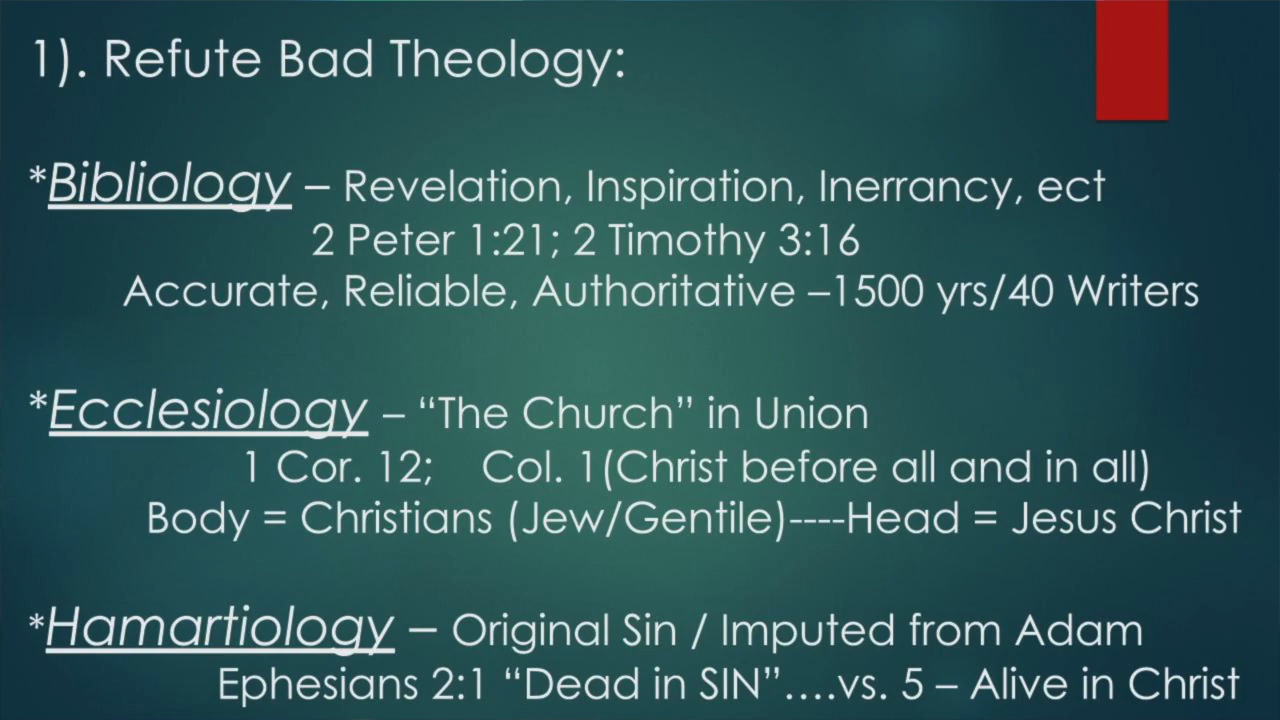 1). Refute Bad Theology:
*Bibliology – Revelation, Inspiration, Inerrancy, ect
2 Peter 1:21; 2 Timothy 3:16
Accurate, Reliable, Authoritative –1500 yrs/40 Writers
*Ecclesiology – “The Church” in Union
1 Cor. 12; Col. 1(Christ before all and in all)
Body = Christians (Jew/Gentile)----Head = Jesus Christ
*Hamartiology – Original Sin / Imputed from Adam
Ephesians 2:1 “Dead in SIN”….vs. 5 – Alive in Christ